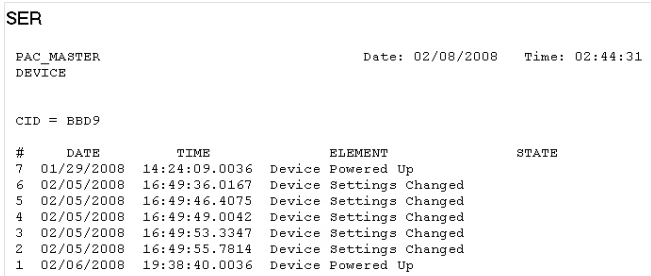 SER
PAC_MASTER Date: 02/08/2008 Time: 02:44:31
DEVICE
CID = BBD9
# DATE TIME ELEMENT STATE
7 01/29/2008 14:24:09.0036 Device Powered Up
6 02/05/2008 16:49:36.0167 Device Settings Changed
5 02/05/2008 16:49:46.4075 Device Settings Changed
4 02/05/2008 16:49:49.0042 Device Settings Changed
3 02/05/2008 16:49:53.3347 Device Settings Changed
2 02/05/2008 16:49:55.7814 Device Settings Changed
1 02/06/2008 19:38:40.0036 Device Powered Up